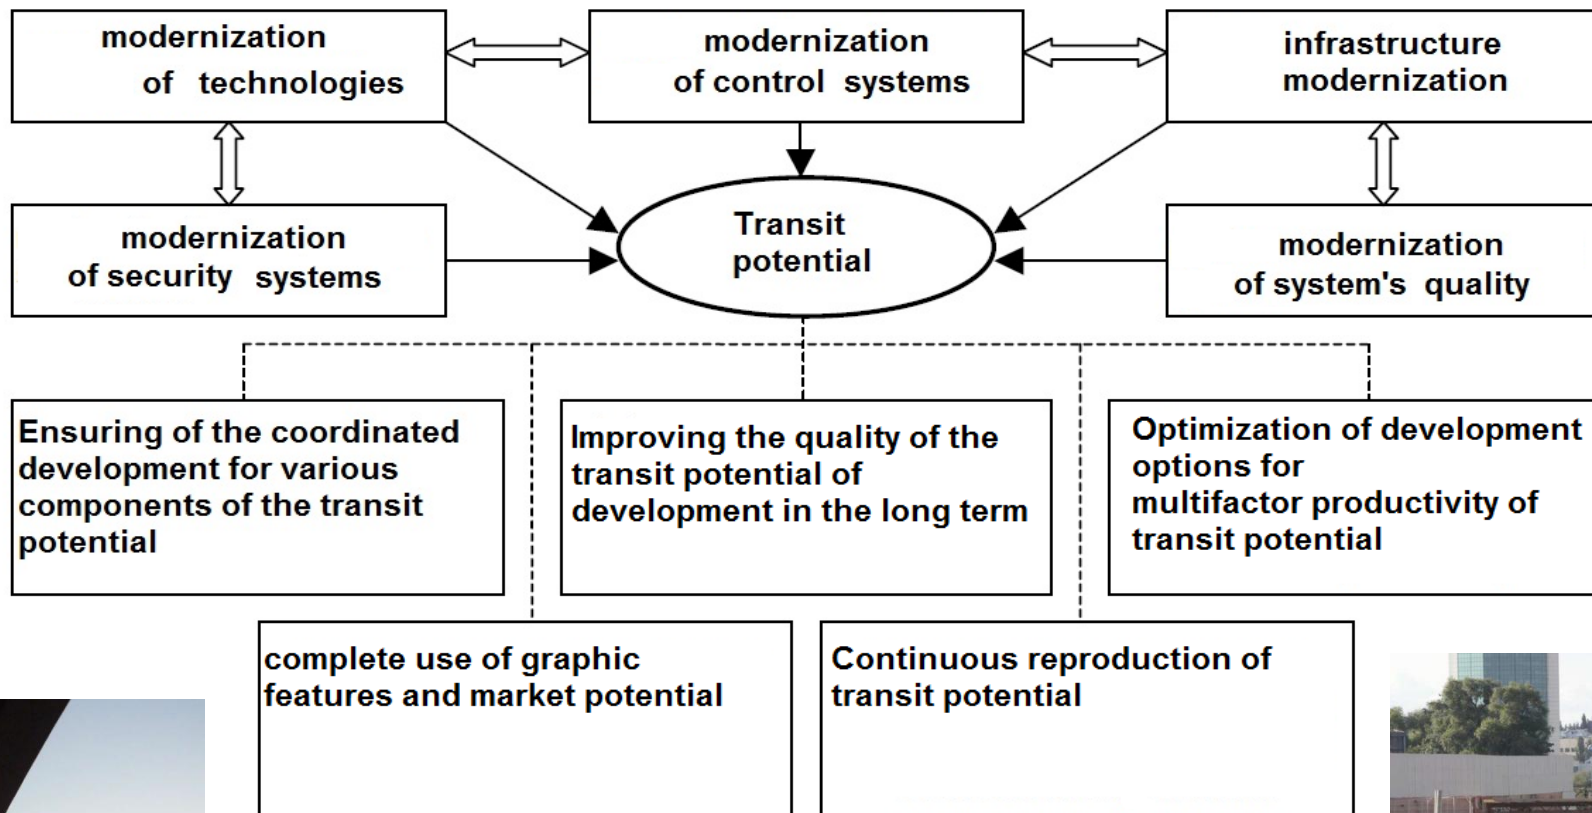 modernization
of technologies
modernization
of control systems
infrastructure
modernization
modernization
of security systems
Transit
potential
modernization
of system's quality
Ensuring of the coordinated
development for various
components of the transit
potential
Improving the quality of the
transit potential of
development in the long term
Optimization of development
options for
multifactor productivity of
transit potential
complete use of graphic
features and market potential
Continuous reproduction of
transit potential